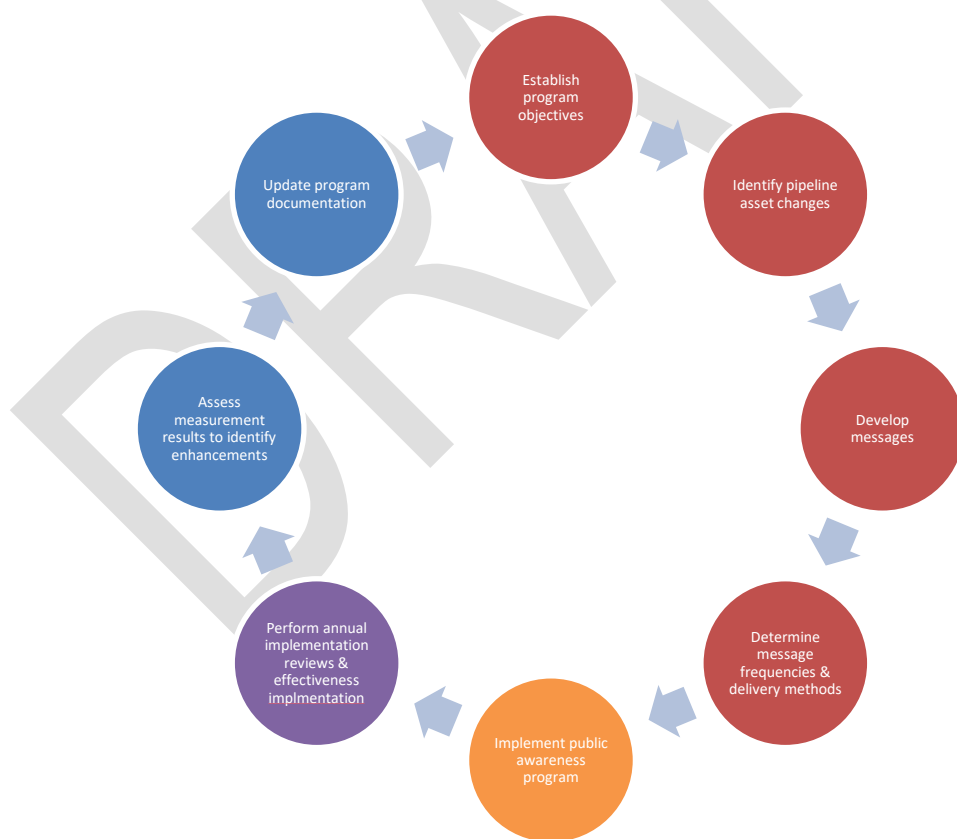 Establish
program
objectives
Identify pipeline
asset changes
Develop
messages
Determine
message
frequencies &
delivery methods
Implement public
awareness
program
Perform annual
implementation
reviews &
effectiveness
implmentation
Assess
measurement
results to identify
enhancements
Update program
documentation